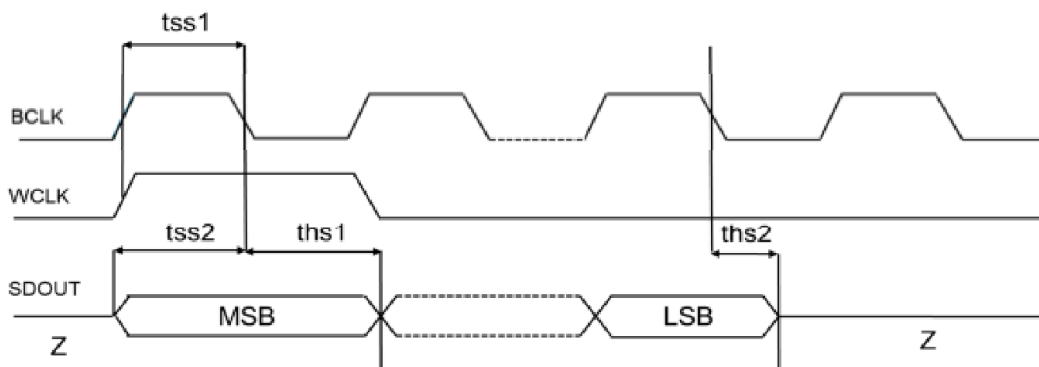 tss1
BCLK
WCLK
tss2 ths1 ths2
SDOUT
MSB LSB
Z Z